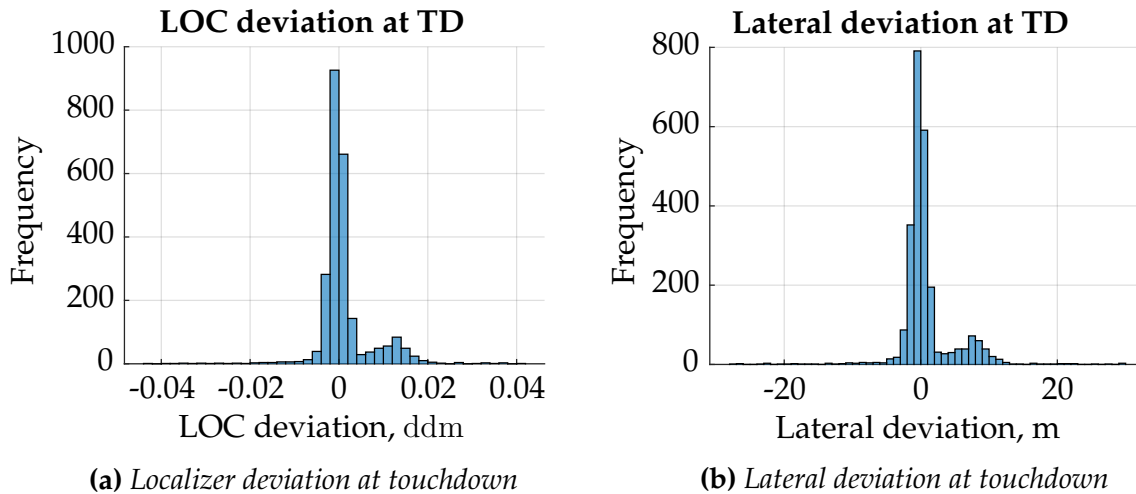 LOC deviation at TD
1000
800
600
400
200
0
Frequency
-0.04 -0.02 0 0.02 0.04
LOC deviation, ddm
(a) Localizer deviation at touchdown
Lateral deviation at TD
800
600
400
200
0
Frequency
-20 0 20
Lateral deviation, m
(b) Lateral deviation at touchdown